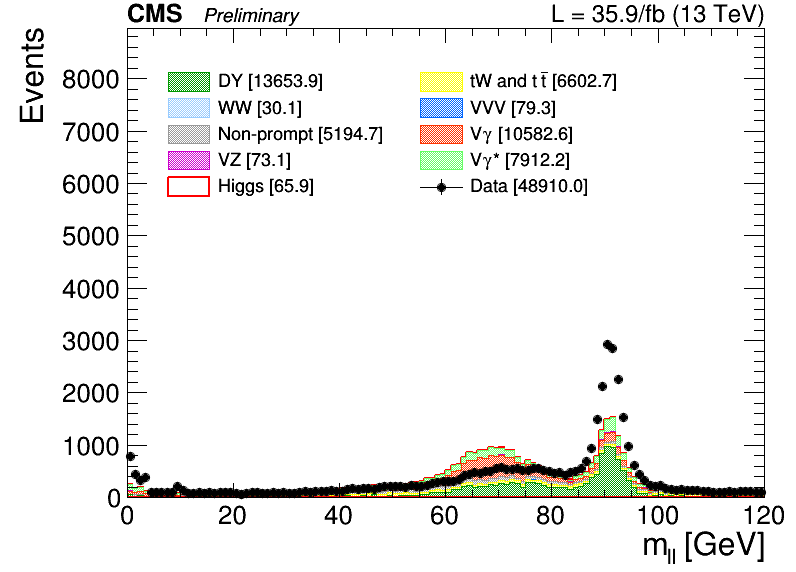 CMS Preliminary L = 35.9/fb (13 TeV)
Events
8000
7000
6000
5000
4000
3000
2000
1000
0
DY [13653.9]
WW [30.1]
Non-prompt [5194.7]
VZ [73.1]
Higgs [65.9]
tW and tt̄ [6602.7]
VVV [79.3]
Vγ [10582.6]
Vγ* [7912.2]
Data [48910.0]
0 20 40 60 80 100 120
m_ll [GeV]